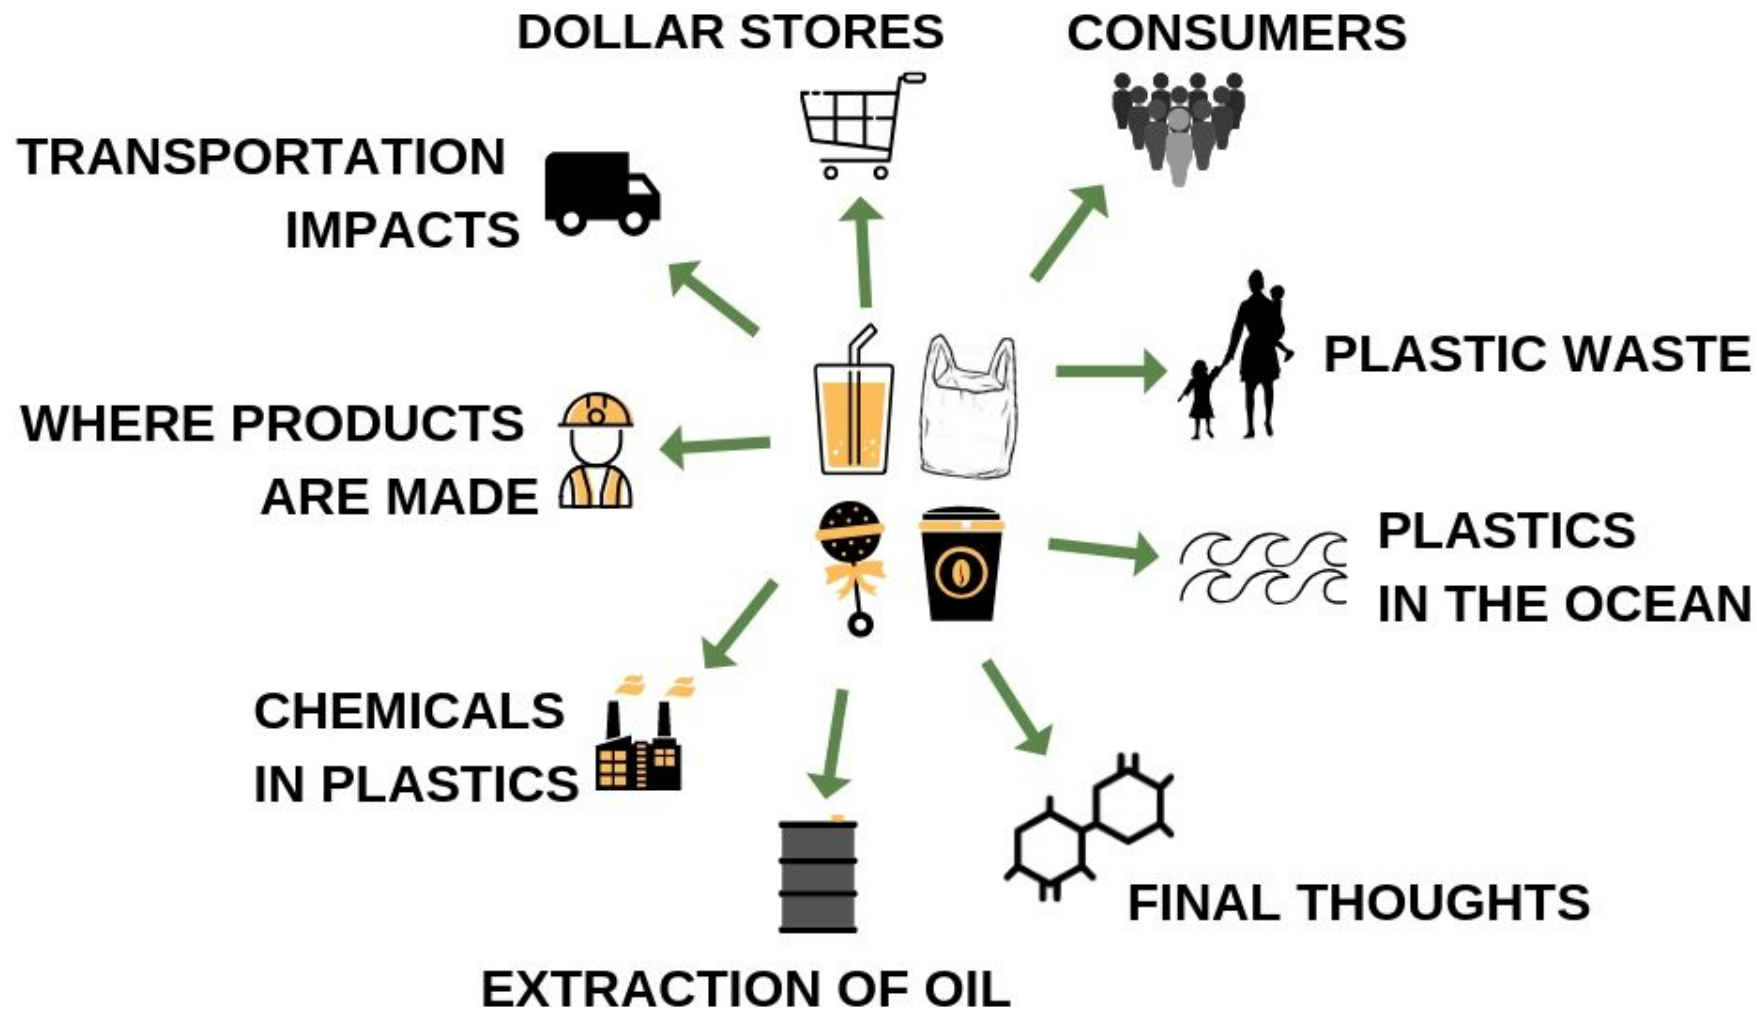 DOLLAR STORES
CONSUMERS
TRANSPORTATION
IMPACTS
PLASTIC WASTE
WHERE PRODUCTS
ARE MADE
PLASTICS
IN THE OCEAN
CHEMICALS
IN PLASTICS
FINAL THOUGHTS
EXTRACTION OF OIL